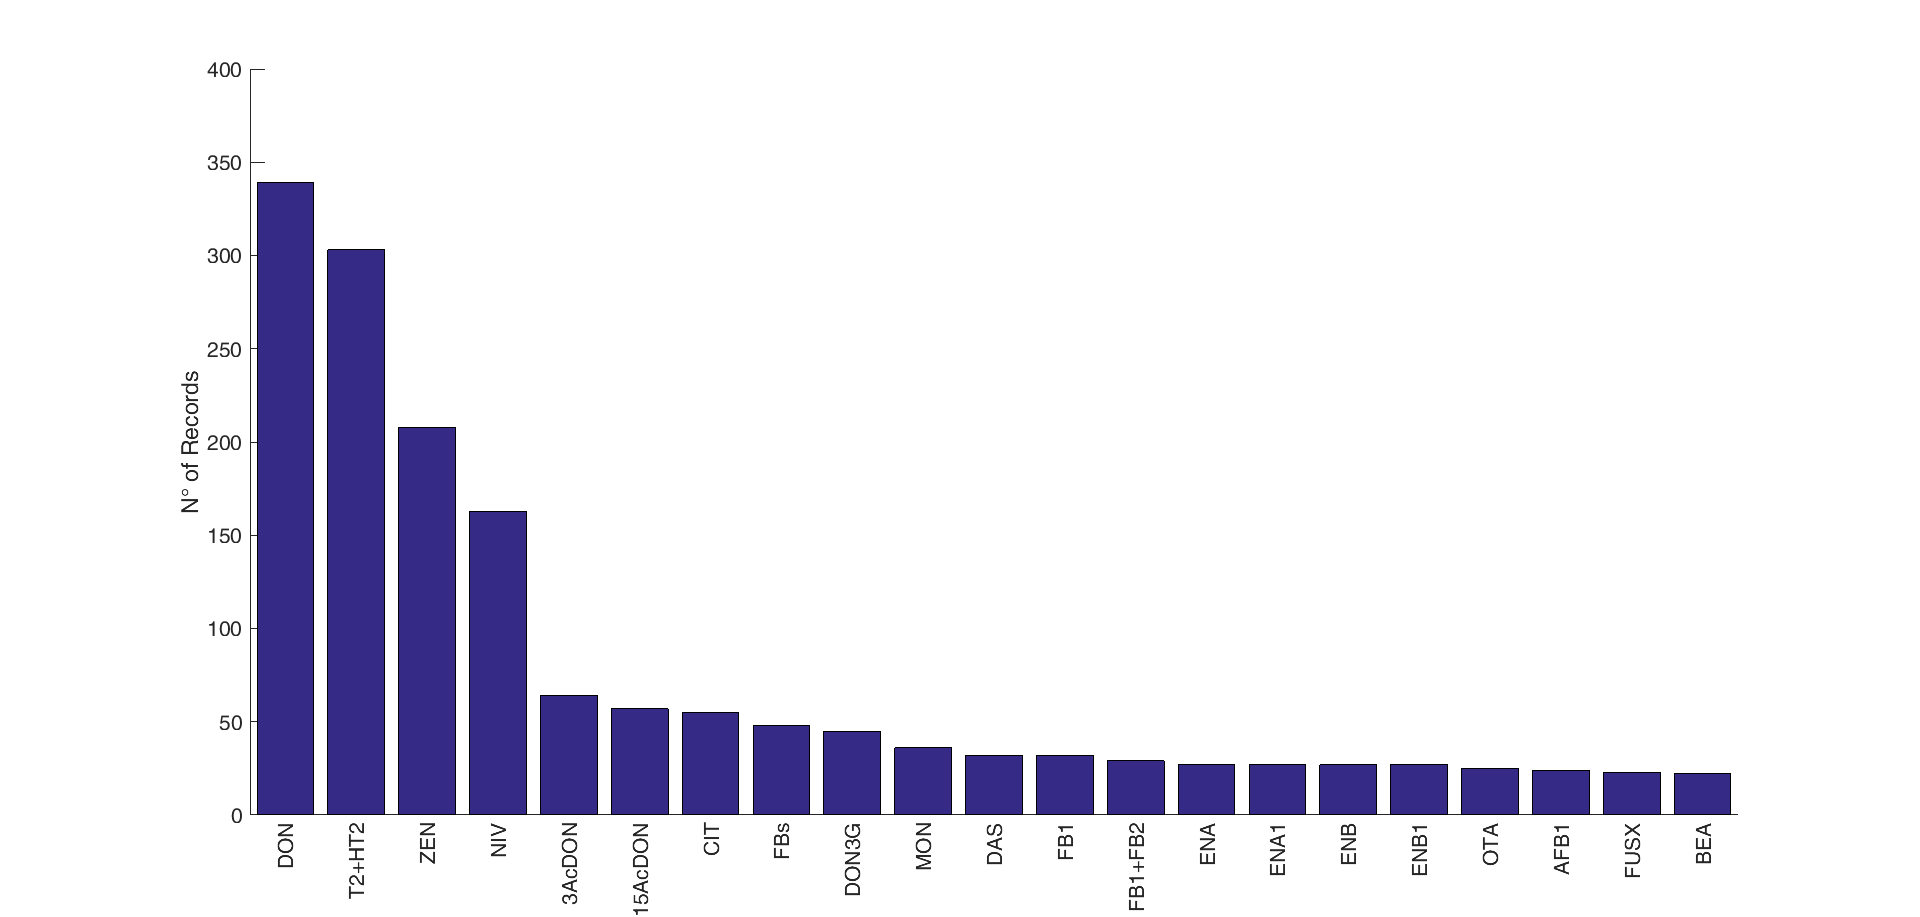 400
350
300
250
200
150
100
50
0
N° of Records
DON
T2+HT2
ZEN
NIV
3AcDON
15AcDON
CIT
FBs
DON3G
MON
DAS
FB1
FB1+FB2
ENA
ENA1
ENB
ENB1
OTA
AFB1
FUSX
BEA